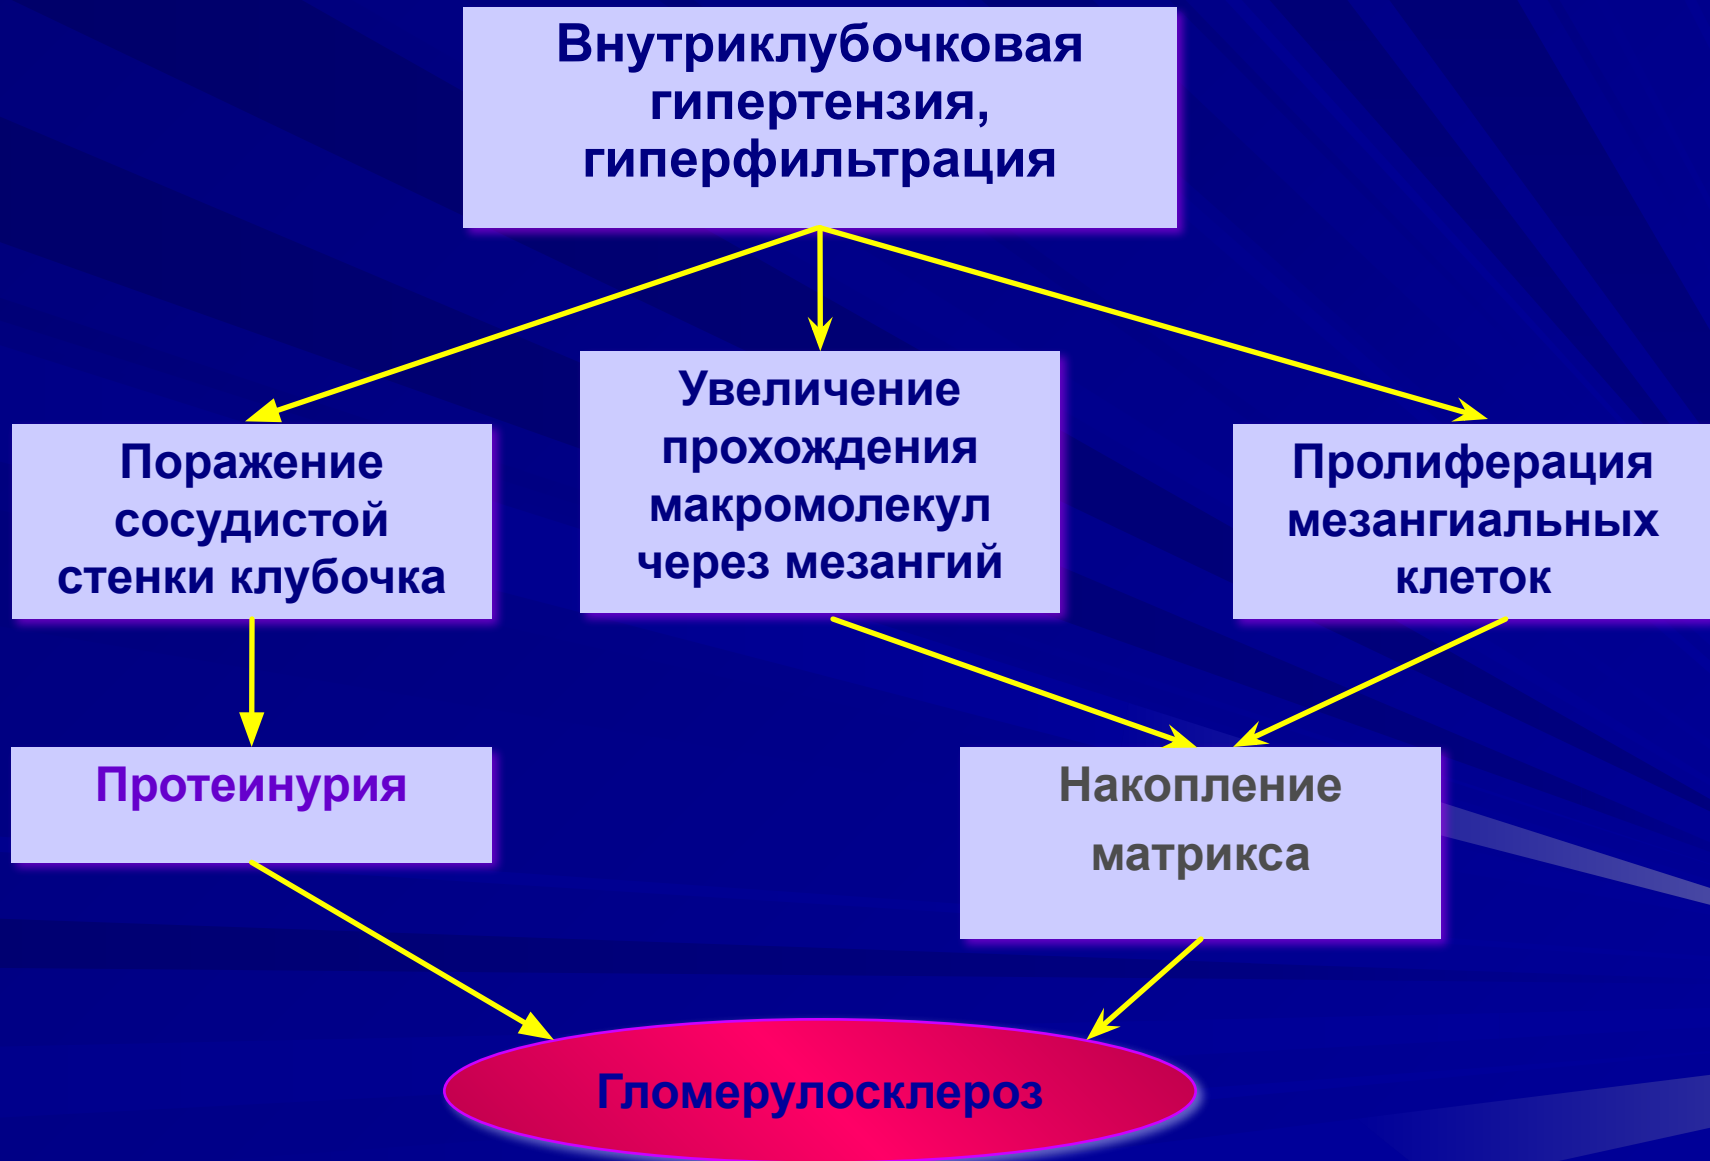 Внутриклубочковая
гипертензия,
гиперфильтрация
Увеличение
прохождения
макромолекул
через мезангий
Поражение
сосудистой
стенки клубочка
Пролиферация
мезангиальных
клеток
Протеинурия
Накопление
матрикса
Гломерулосклероз